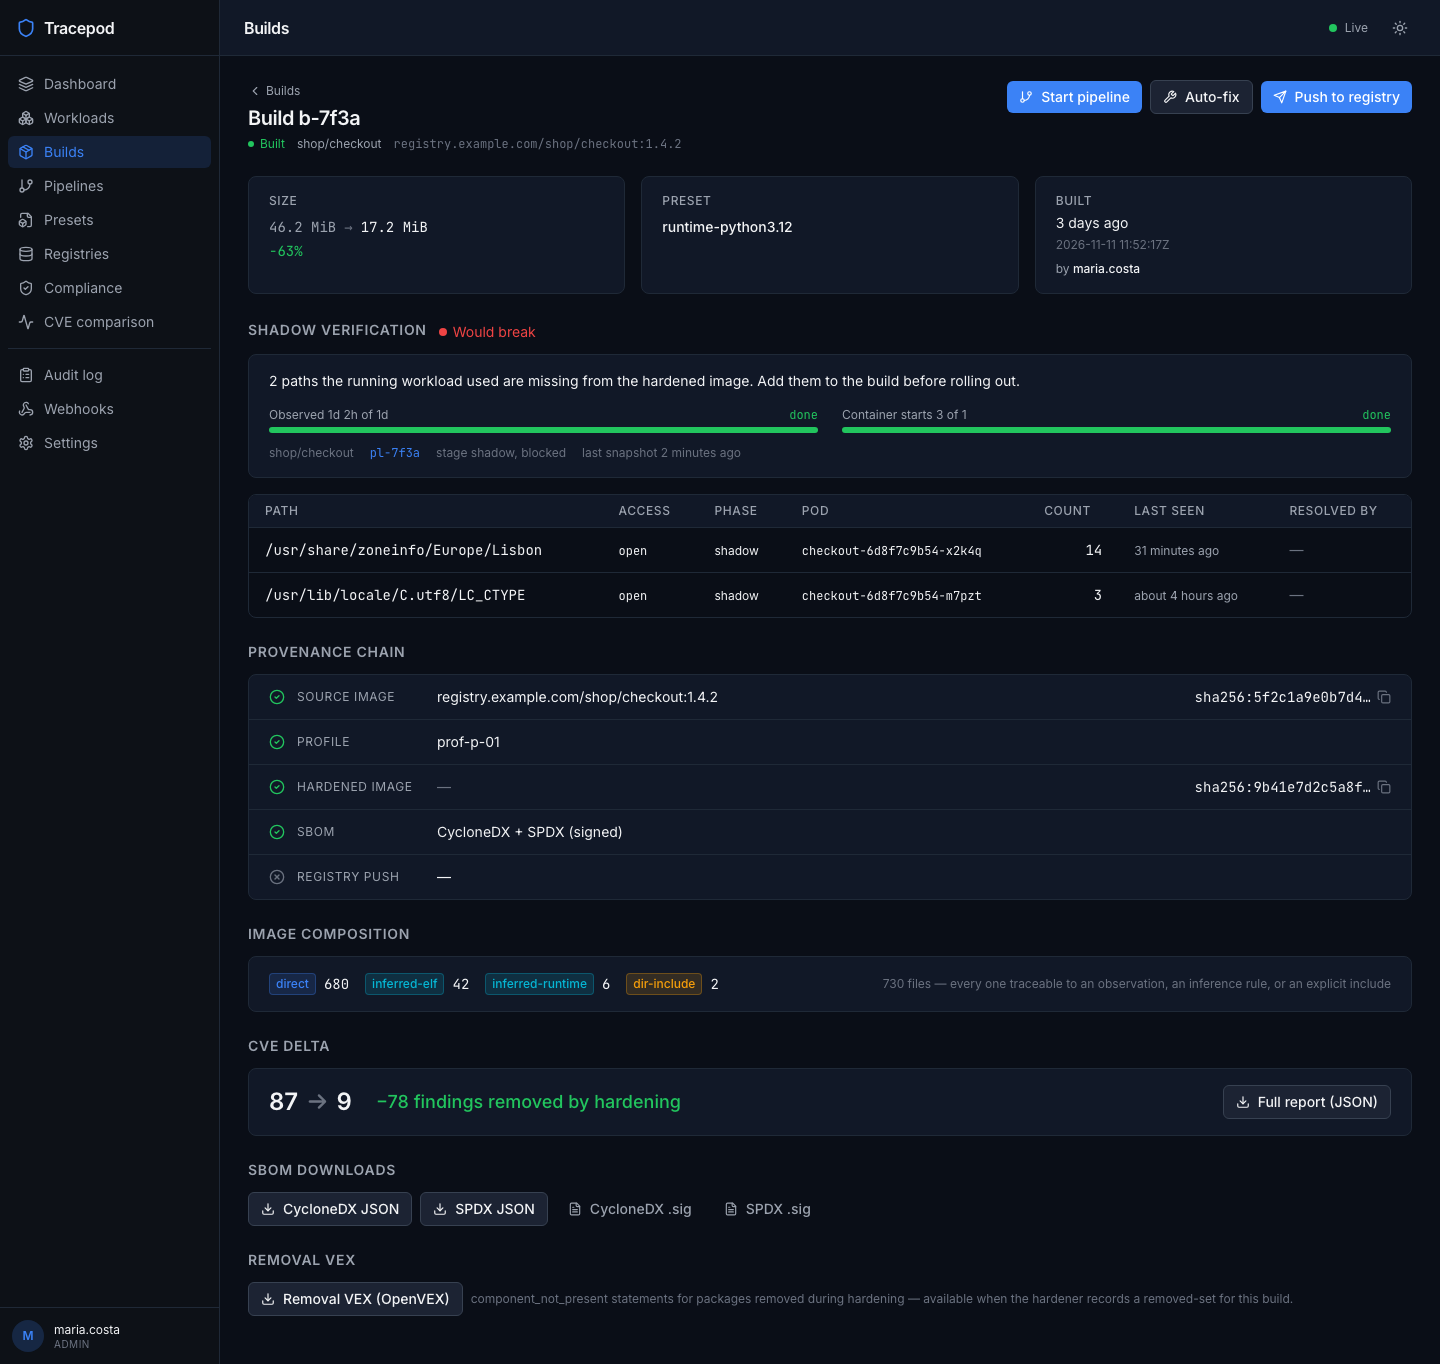 Tracepod
Dashboard
Workloads
Builds
Pipelines
Presets
Registries
Compliance
CVE comparison
Audit log
Webhooks
Settings
M
maria.costa
ADMIN
Builds
Live
Builds
Build b-7f3a
Built shop/checkout registry.example.com/shop/checkout:1.4.2
Start pipeline
Auto-fix
Push to registry
SIZE
46.2 MiB → 17.2 MiB
-63%
PRESET
runtime-python3.12
BUILT
3 days ago
2026-11-11 11:52:17Z
by maria.costa
SHADOW VERIFICATION Would break
2 paths the running workload used are missing from the hardened image. Add them to the build before rolling out.
Observed 1d 2h of 1d done
Container starts 3 of 1 done
shop/checkout pl-7f3a stage shadow, blocked last snapshot 2 minutes ago
PATH ACCESS PHASE POD COUNT LAST SEEN RESOLVED BY
/usr/share/zoneinfo/Europe/Lisbon open shadow checkout-6d8f7c9b54-x2k4q 14 31 minutes ago —
/usr/lib/locale/C.utf8/LC_CTYPE open shadow checkout-6d8f7c9b54-m7pzt 3 about 4 hours ago —
PROVENANCE CHAIN
SOURCE IMAGE registry.example.com/shop/checkout:1.4.2 sha256:5f2c1a9e0b7d4…
PROFILE prof-p-01
HARDENED IMAGE — sha256:9b41e7d2c5a8f…
SBOM CycloneDX + SPDX (signed)
REGISTRY PUSH —
IMAGE COMPOSITION
direct 680 inferred-elf 42 inferred-runtime 6 dir-include 2 730 files — every one traceable to an observation, an inference rule, or an explicit include
CVE DELTA
87 → 9 −78 findings removed by hardening
Full report (JSON)
SBOM DOWNLOADS
CycloneDX JSON
SPDX JSON
CycloneDX .sig
SPDX .sig
REMOVAL VEX
Removal VEX (OpenVEX) component_not_present statements for packages removed during hardening — available when the hardener records a removed-set for this build.